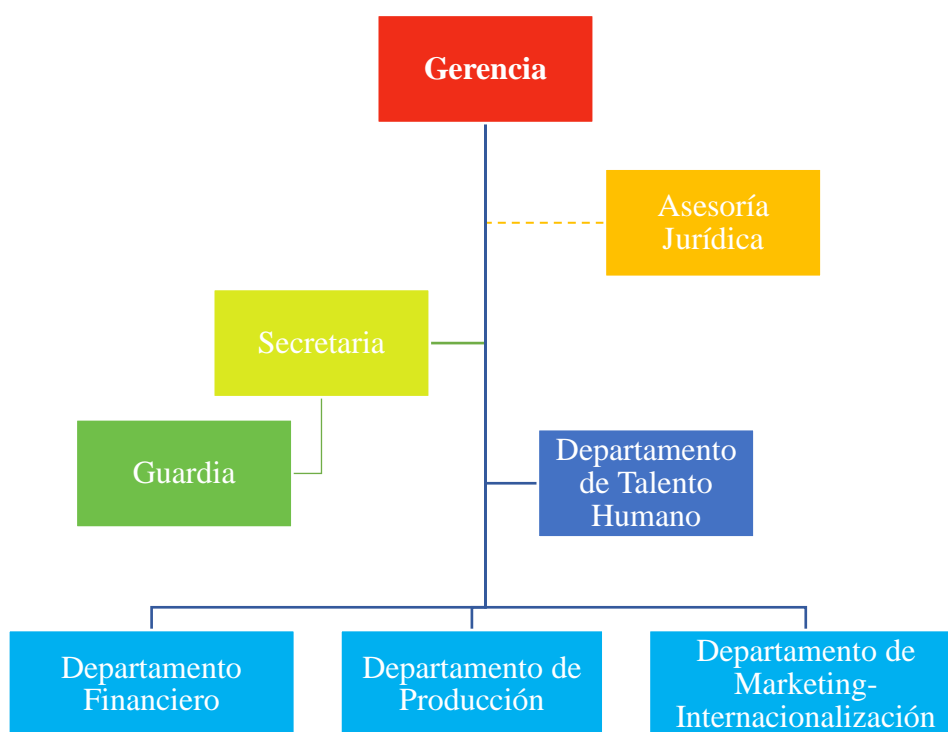 Gerencia
Asesoría
Jurídica
Secretaria
Guardia
Departamento
de Talento
Humano
Departamento
Financiero
Departamento de
Producción
Departamento de
Marketing-
Internacionalización